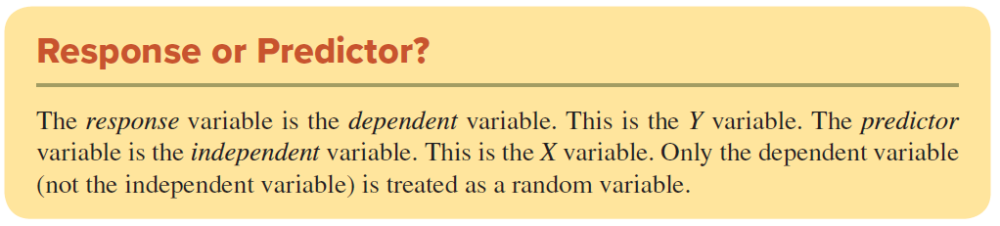 Response or Predictor?
The response variable is the dependent variable. This is the Y variable. The predictor
variable is the independent variable. This is the X variable. Only the dependent variable
(not the independent variable) is treated as a random variable.